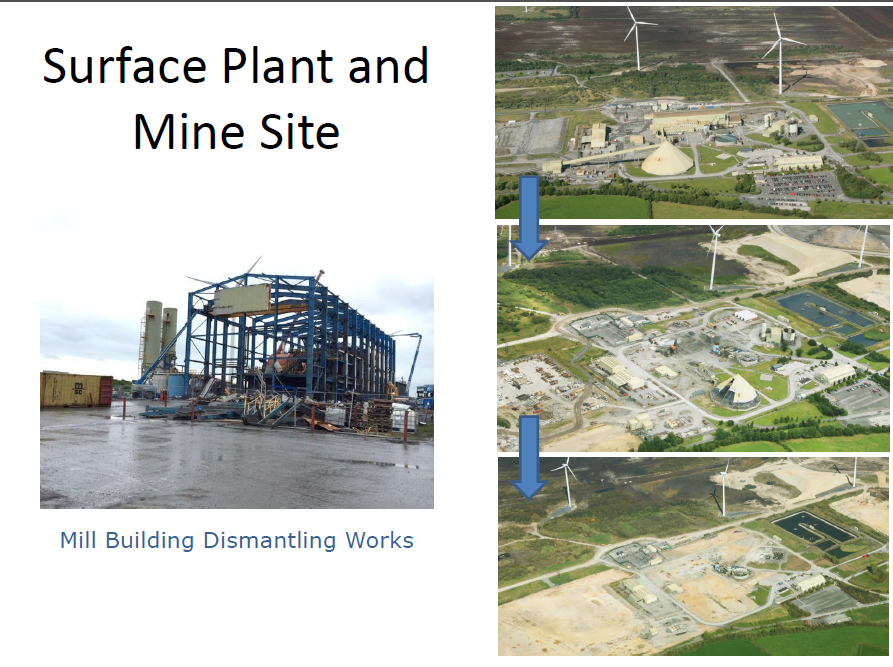 Surface Plant and
Mine Site
Mill Building Dismantling Works